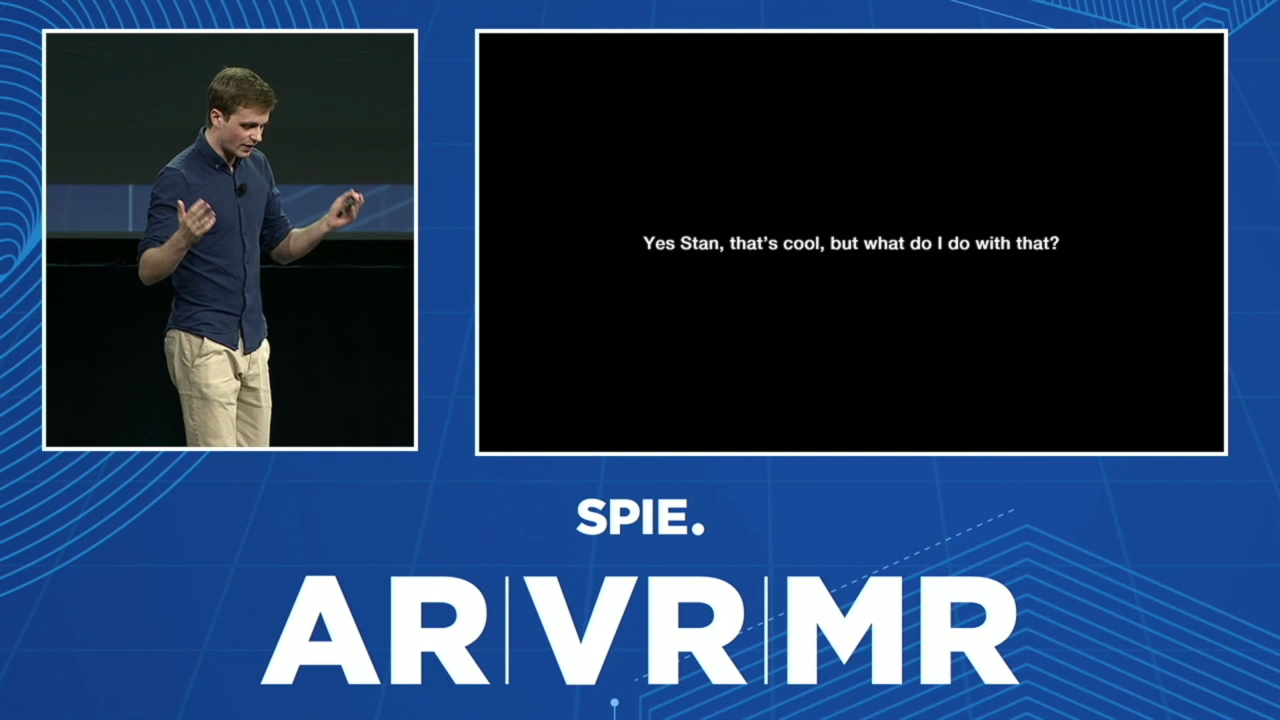 Yes Stan, that's cool, but what do I do with that?
SPIE.
AR|VR|MR